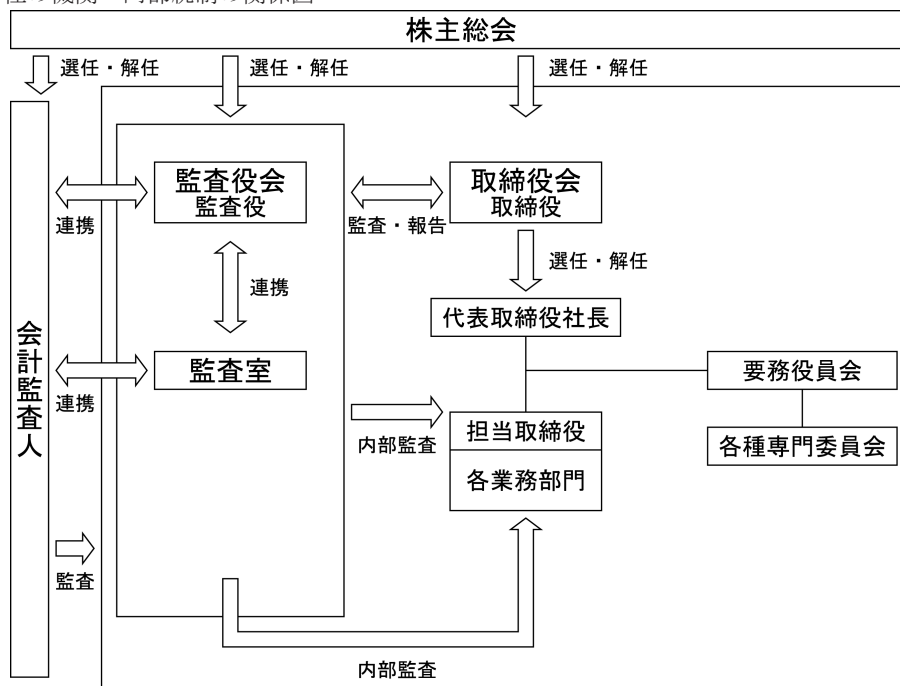 株主総会
選任・解任
選任・解任
選任・解任
監査役会
監査役
取締役会
取締役
連携
監査・報告
選任・解任
連携
代表取締役社長
会計監査人
監査室
要務役員会
連携
内部監査
担当取締役
各種専門委員会
各業務部門
監査
内部監査